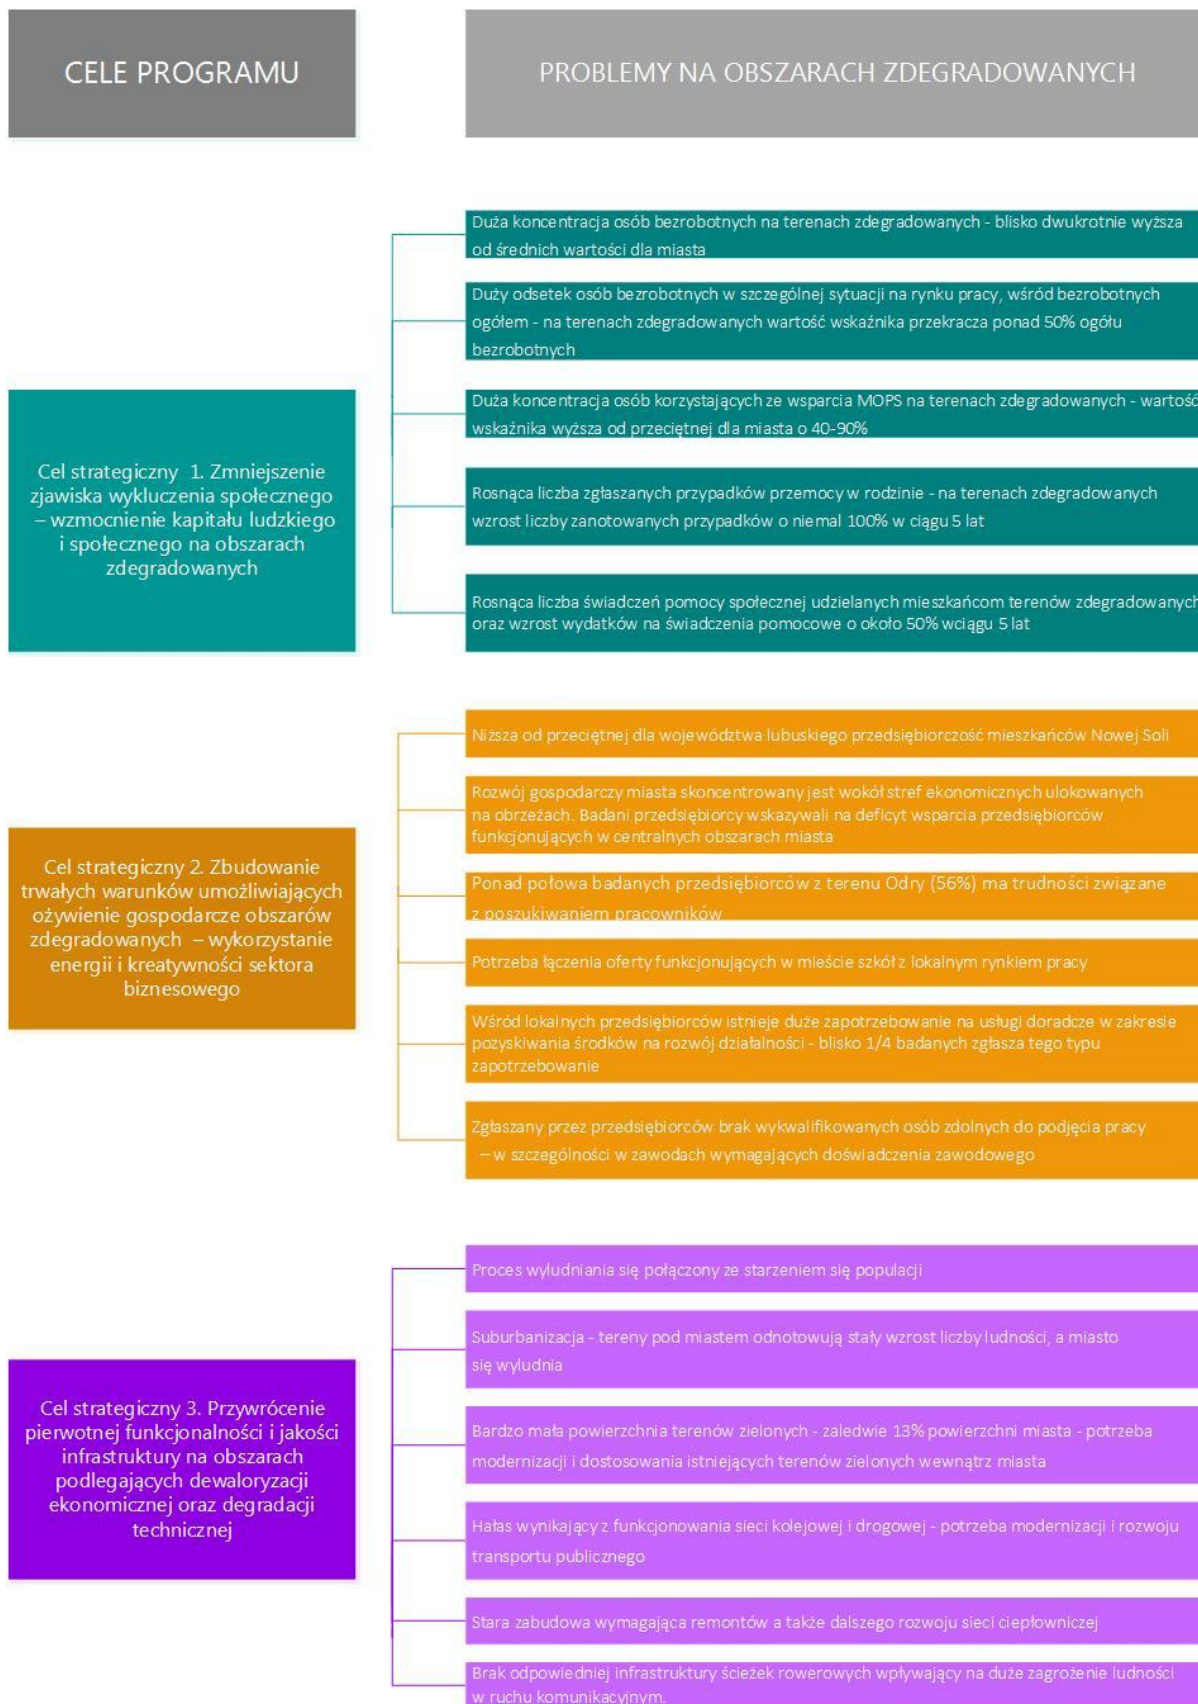 CELE PROGRAMU
PROBLEMY NA OBSZARACH ZDEGRADOWANYCH
Cel strategiczny 1. Zmniejszenie
zjawiska wykluczenia społecznego
– wzmocnienie kapitału ludzkiego
i społecznego na obszarach
zdegradowanych
Duża koncentracja osób bezrobotnych na terenach zdegradowanych - blisko dwukrotnie wyższa
od średnich wartości dla miasta
Duży odsetek osób bezrobotnych w szczególnej sytuacji na rynku pracy, wśród bezrobotnych
ogółem - na terenach zdegradowanych wartość wskaźnika przekracza ponad 50% ogółu
bezrobotnych
Duża koncentracja osób korzystających ze wsparcia MOPS na terenach zdegradowanych - wartość
wskaźnika wyższa od przeciętnej dla miasta o 40-90%
Rosnąca liczba zgłaszanych przypadków przemocy w rodzinie - na terenach zdegradowanych
wzrost liczby zanotowanych przypadków o niemal 100% w ciągu 5 lat
Rosnąca liczba świadczeń pomocy społecznej udzielanych mieszkańcom terenów zdegradowanych
oraz wzrost wydatków na świadczenia pomocowe o około 50% wciągu 5 lat
Cel strategiczny 2. Zbudowanie
trwałych warunków umożliwiających
ożywienie gospodarcze obszarów
zdegradowanych – wykorzystanie
energii i kreatywności sektora
biznesowego
Niższa od przeciętnej dla województwa lubuskiego przedsiębiorczość mieszkańców Nowej Soli
Rozwój gospodarczy miasta skoncentrowany jest wokół stref ekonomicznych ulokowanych
na obrzeżach. Badani przedsiębiorcy wskazywali na deficyt wsparcia przedsiębiorców
funkcjonujących w centralnych obszarach miasta
Ponad połowa badanych przedsiębiorców z terenu Odry (56%) ma trudności związane
z poszukiwaniem pracowników
Potrzeba łączenia oferty funkcjonujących w mieście szkół z lokalnym rynkiem pracy
Wśród lokalnych przedsiębiorców istnieje duże zapotrzebowanie na usługi doradcze w zakresie
pozyskiwania środków na rozwój działalności - blisko 1/4 badanych zgłasza tego typu
zapotrzebowanie
Zgłaszany przez przedsiębiorców brak wykwalifikowanych osób zdolnych do podjęcia pracy
– w szczególności w zawodach wymagających doświadczenia zawodowego
Cel strategiczny 3. Przywrócenie
pierwotnej funkcjonalności i jakości
infrastruktury na obszarach
podlegających dewaloryzacji
ekonomicznej oraz degradacji
technicznej
Proces wyludniania się połączony ze starzeniem się populacji
Suburbanizacja - tereny pod miastem odnotowują stały wzrost liczby ludności, a miasto
się wyludnia
Bardzo mała powierzchnia terenów zielonych - zaledwie 13% powierzchni miasta - potrzeba
modernizacji i dostosowania istniejących terenów zielonych wewnątrz miasta
Hałas wynikający z funkcjonowania sieci kolejowej i drogowej - potrzeba modernizacji i rozwoju
transportu publicznego
Stara zabudowa wymagająca remontów a także dalszego rozwoju sieci ciepłowniczej
Brak odpowiedniej infrastruktury ścieżek rowerowych wpływający na duże zagrożenie ludności
w ruchu komunikacyjnym.